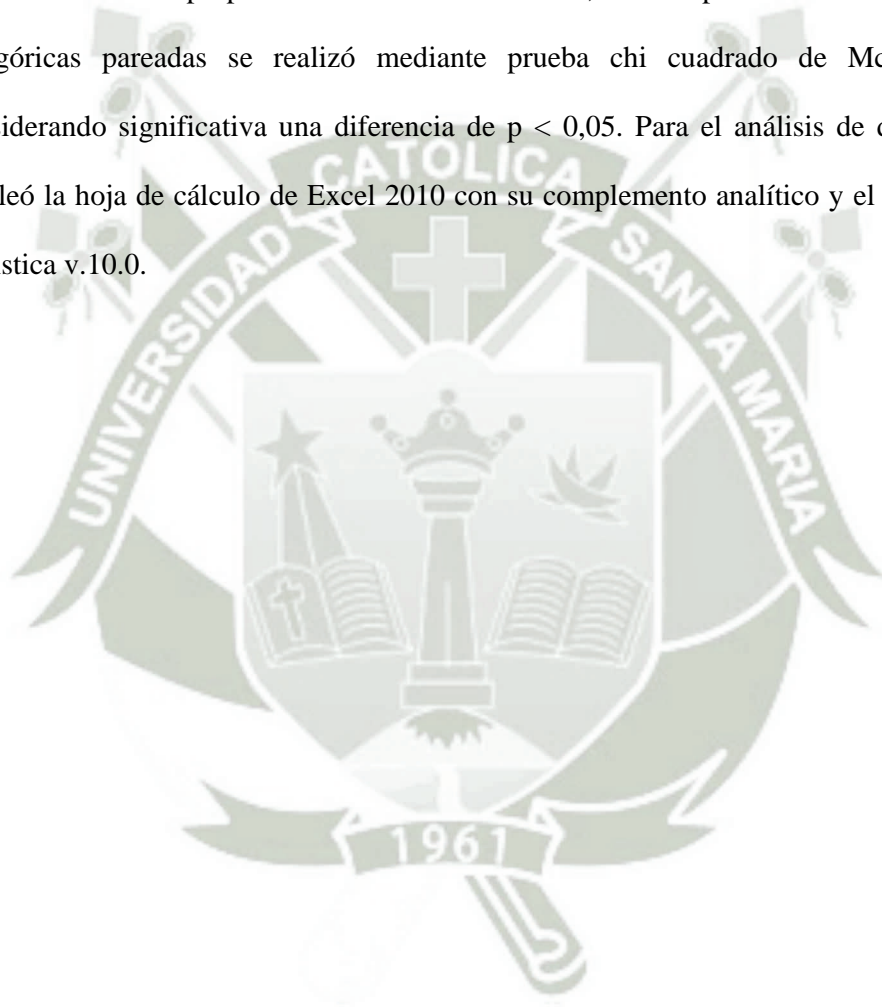 góricas pareadas se realizó mediante prueba chi cuadrado de Mc
siderando significativa una diferencia de p < 0,05. Para el análisis de
leó la hoja de cálculo de Excel 2010 con su complemento analítico y el
stica v.10.0.
UNIVERSIDAD CATOLICA SANTA MARIA
1961